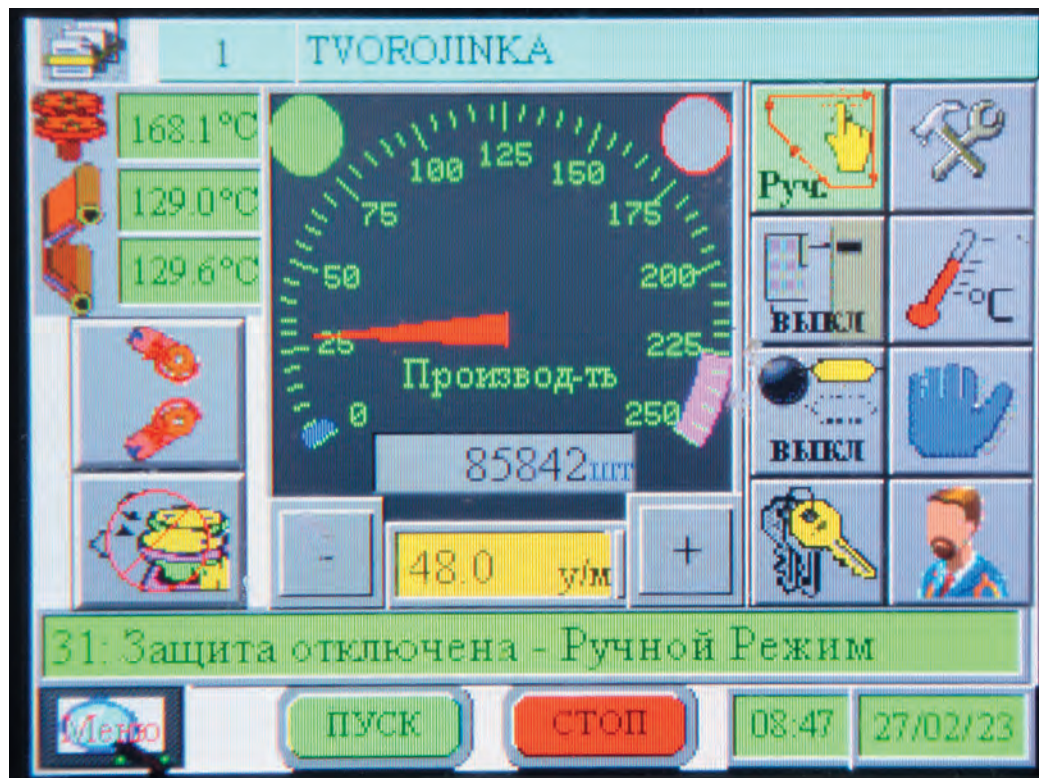 1 TVOROJINKA
168.1°C
129.0°C
129.6°C
0 25 50 75 100 125 150 175 200 225 250
Производ-ть
85842шт
- 48.0 у/м +
Руч.
°C
ВЫКЛ
ВЫКЛ
31: Защита отключена - Ручной Режим
Меню ПУСК СТОП 08:47 27/02/23